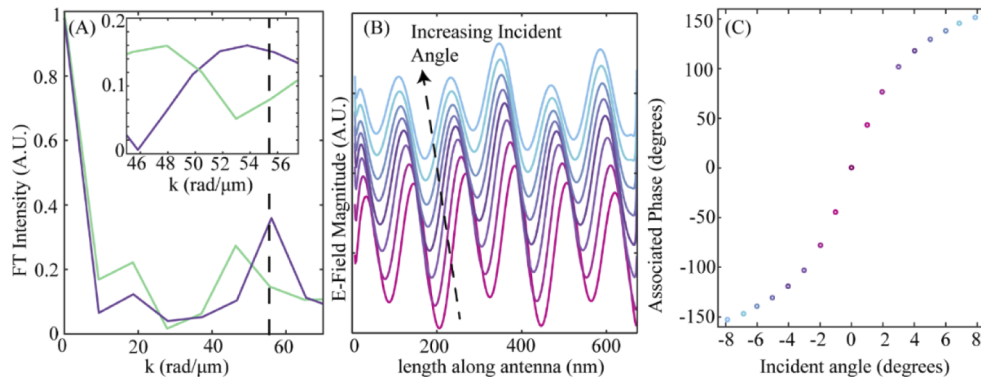 (A)
FT Intensity (A.U.)
1
0.8
0.6
0.4
0.2
0
0 20 40 60
k (rad/μm)
0.2
0.1
0
46 48 50 54 55 56
k (rad/μm)
(B)
Increasing Incident
Angle
E-Field Magnitude (A.U.)
0 200 400 600
length along antenna (nm)
(C)
Associated Phase (degrees)
150
100
50
0
-50
-100
-150
-8 -6 -4 -2 0 2 4 6 8
Incident angle (degrees)